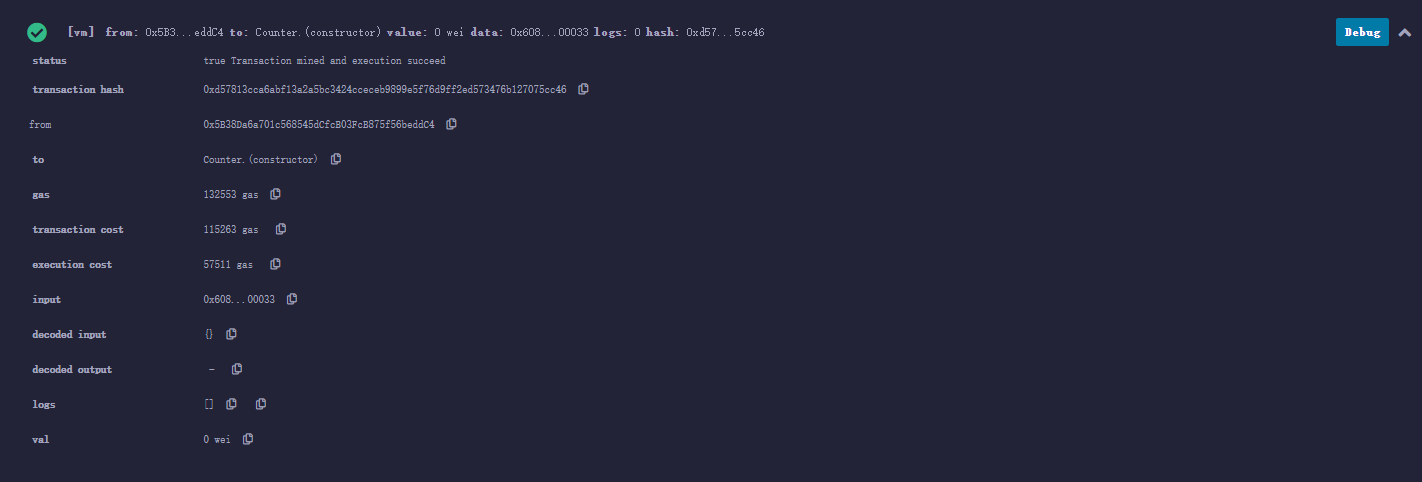 [vm] from: 0x5B3...eddC4 to: Counter.(constructor) value: 0 wei data: 0x608...00033 logs: 0 hash: 0xd57...5cc46 Debug
status true Transaction mined and execution succeed
transaction hash 0xd57813cca6abf13a2a5bc3424cceceb9899e5f76d9ff2ed573476b127075cc46
from 0x5B38Da6a701c568545dCfcB03FcB875f56beddC4
to Counter.(constructor)
gas 132553 gas
transaction cost 115263 gas
execution cost 57511 gas
input 0x608...00033
decoded input {}
decoded output -
logs []
val 0 wei